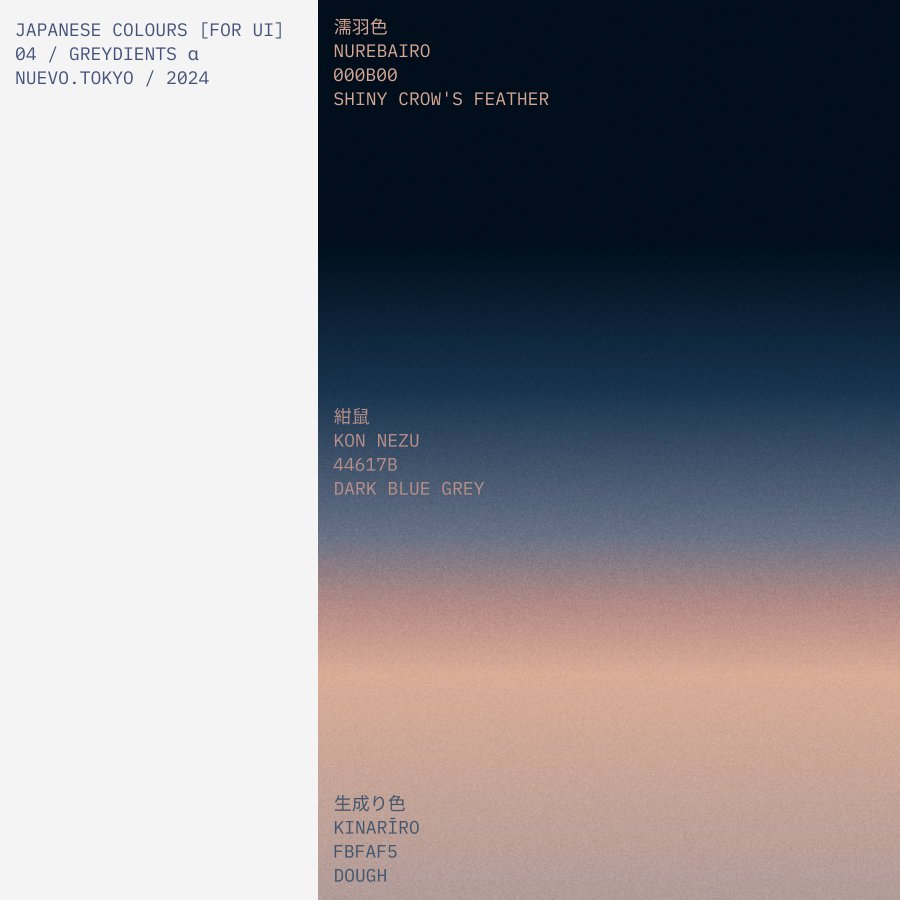 JAPANESE COLOURS [FOR UI]
04 / GREYDIENTS α
NUEVO.TOKYO / 2024
濡羽色
NUREBAIRO
000B00
SHINY CROW'S FEATHER
紺鼠
KON NEZU
44617B
DARK BLUE GREY
生成り色
KINARĪRO
FBFAF5
DOUGH